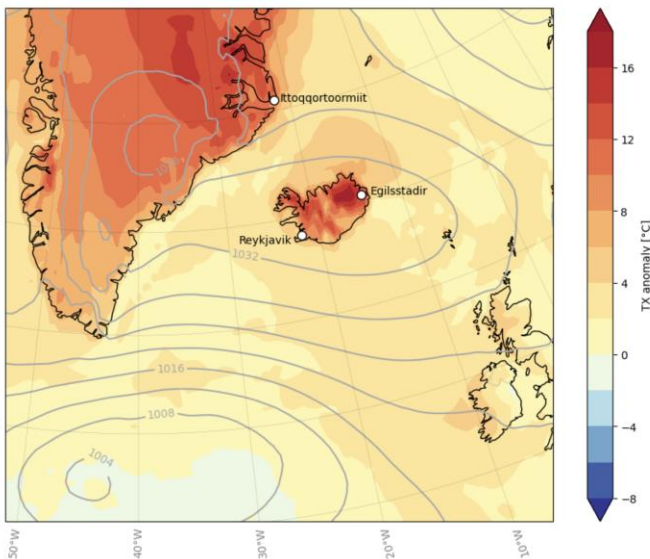 Ittoqqortoormiit
Egilsstadir
Reykjavik
1032
1016
1008
1004
50°W
40°W
30°W
20°W
10°W
16
12
8
4
0
−4
−8
TX anomaly [°C]